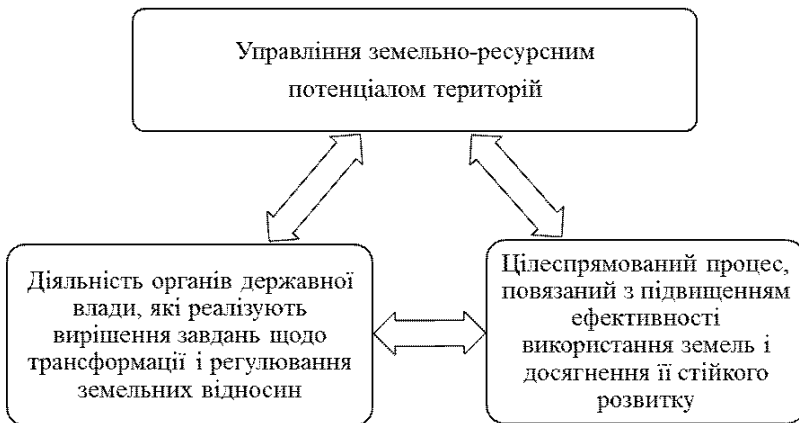 Управління земельно-ресурсним
потенціалом територій
Діяльність органів державної
влади, які реалізують
вирішення завдань щодо
трансформації і регулювання
земельних відносин
Цілеспрямований процес,
повязаний з підвищенням
ефективності
використання земель і
досягнення її стійкого
розвитку